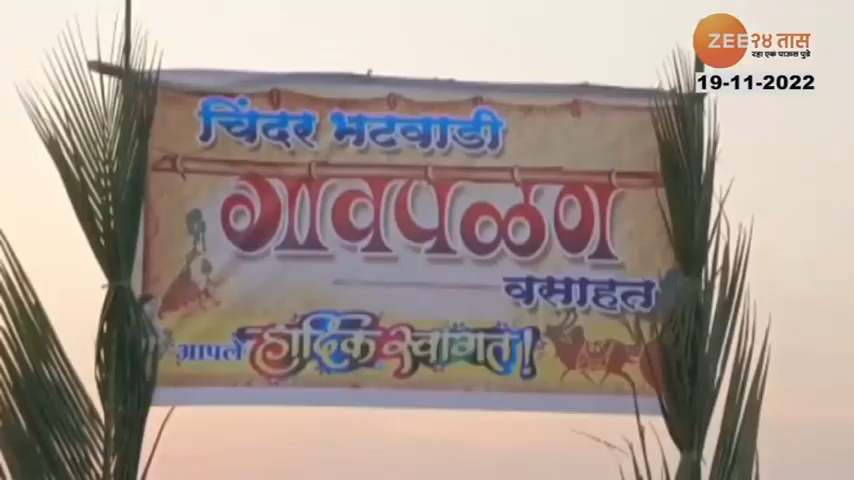 ZEE २४ तास
रहा एक पाऊल पुढे
19-11-2022
चिंदर भटवाडी
गावपळण
वसाहत
आपले हार्दिक स्वागत!